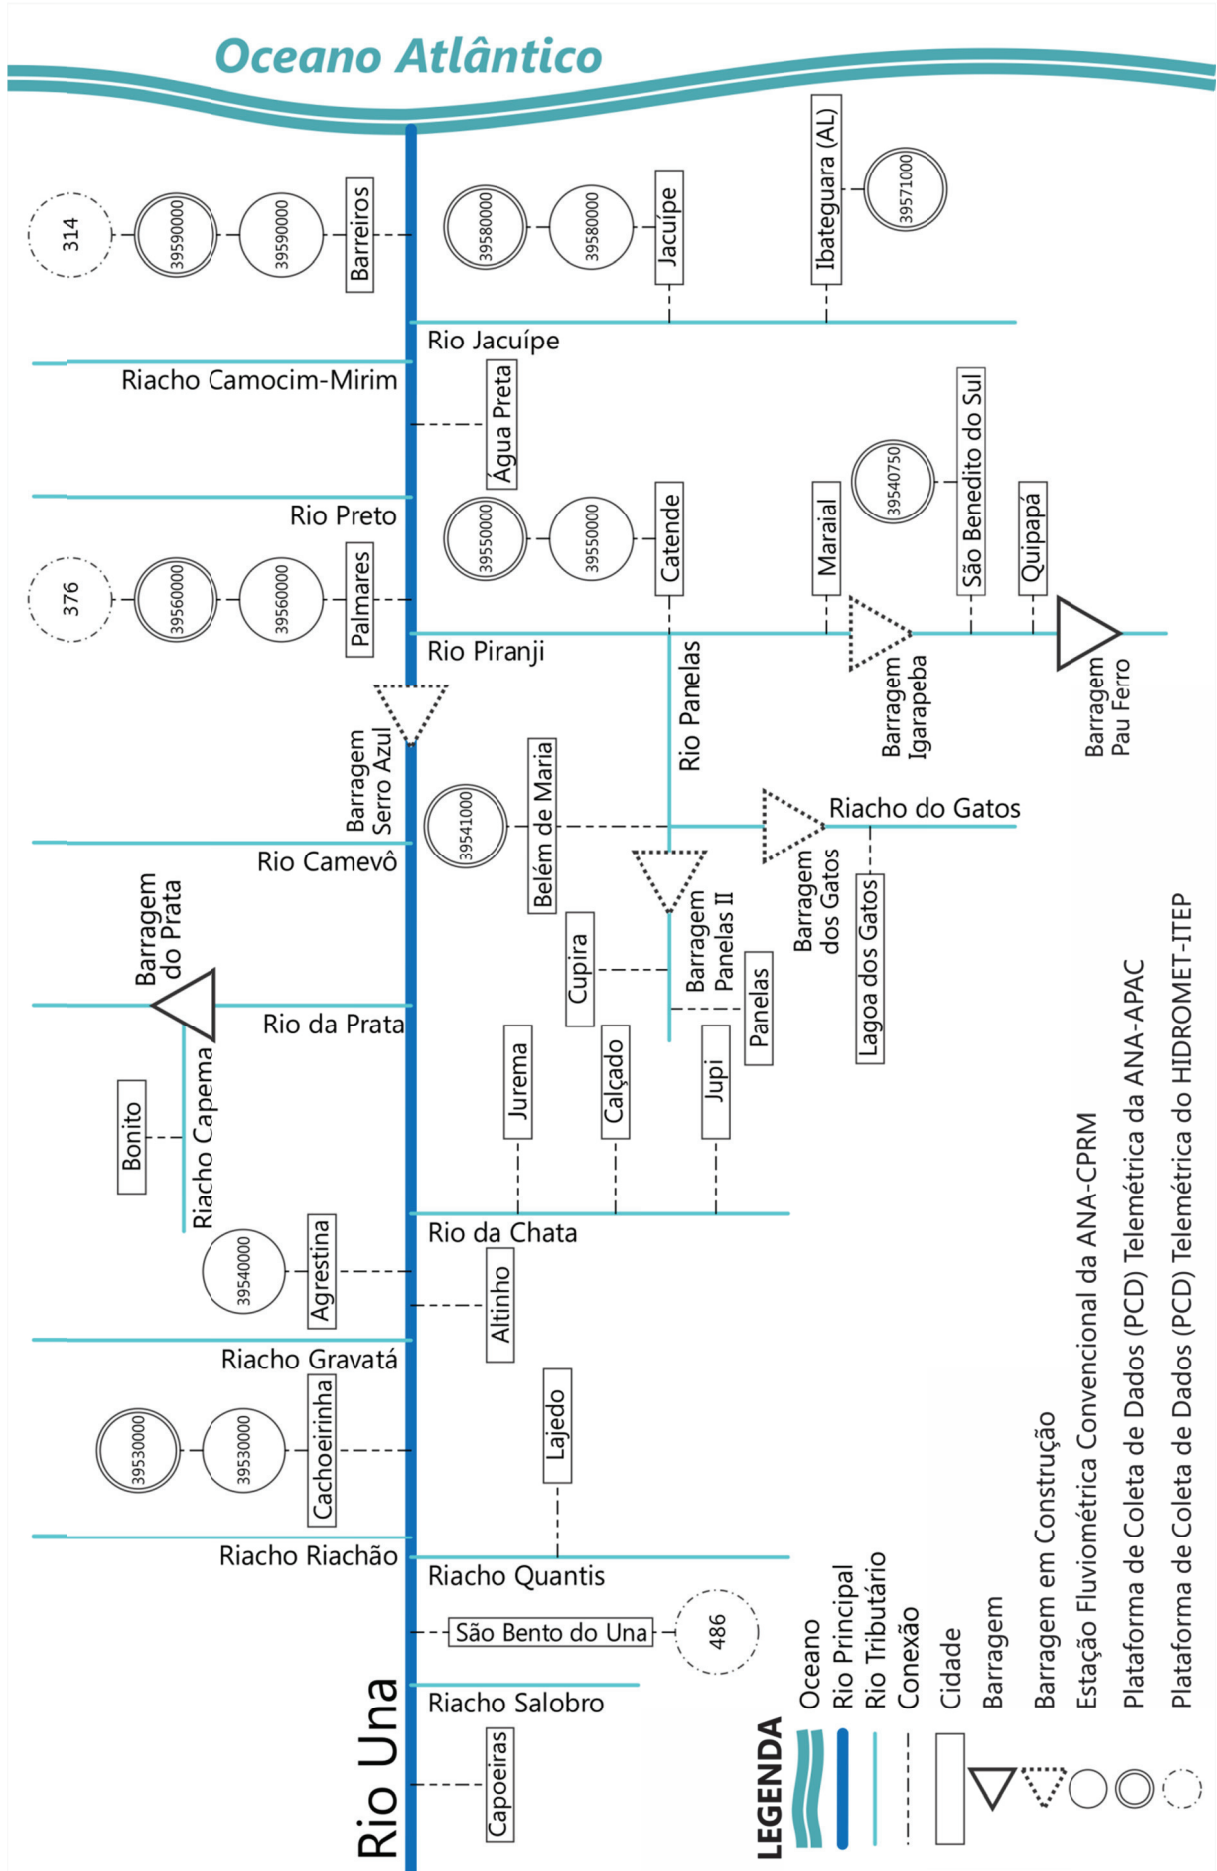 Oceano Atlântico
314
39590000
39590000
Barreiros
39580000
39580000
Jacuípe
Ibateguara (AL)
39571000
Rio Jacuípe
Riacho Camocim-Mirim
Água Preta
Rio Preto
376
39560000
39560000
Palmares
39550000
39550000
Catende
Maraial
39540750
São Benedito do Sul
Quipapá
Rio Piranji
Rio Panelas
Barragem
Igarapeba
Barragem
Pau Ferro
Barragem
Serro Azul
39541000
Belém de Maria
Riacho do Gatos
Rio Camevô
Barragem
do Prata
Barragem
Panelas II
Barragem
dos Gatos
Lagoa dos Gatos
Cupira
Panelas
Rio da Prata
Bonito
Riacho Capema
Jurema
Calçado
Jupi
Rio da Chata
39540000
Agrestina
Altinho
Riacho Gravatá
39530000
39530000
Cachoeirinha
Lajedo
Riacho Riachão
Riacho Quantis
São Bento do Una
486
Riacho Salobro
Rio Una
Capoeiras
LEGENDA
Oceano
Rio Principal
Rio Tributário
Conexão
Cidade
Barragem
Barragem em Construção
Estação Fluviométrica Convencional da ANA-CPRM
Plataforma de Coleta de Dados (PCD) Telemétrica da ANA-APAC
Plataforma de Coleta de Dados (PCD) Telemétrica do HIDROMET-ITEP